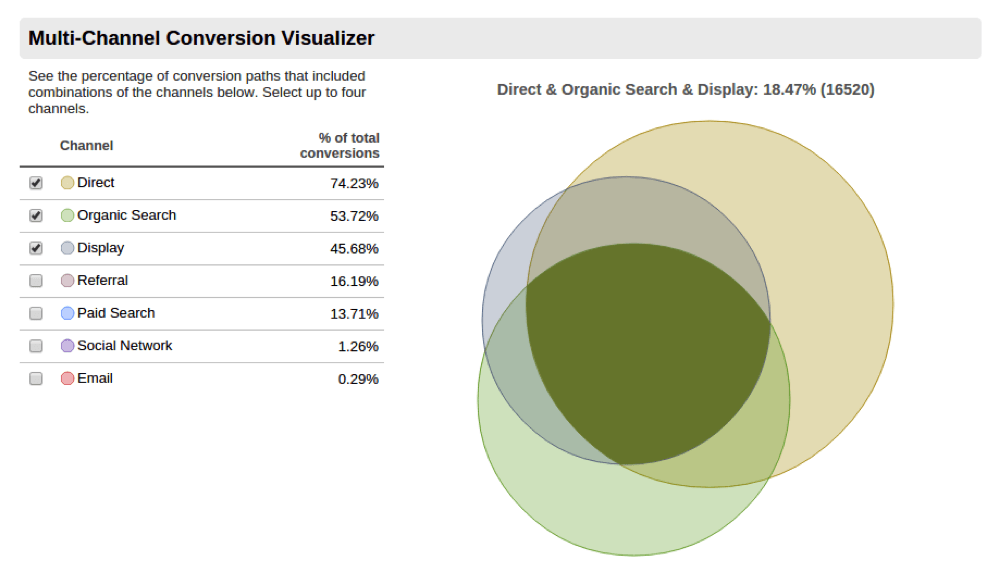 Multi-Channel Conversion Visualizer
See the percentage of conversion paths that included
combinations of the channels below. Select up to four
channels.
Direct & Organic Search & Display: 18.47% (16520)
Channel
% of total
conversions
Direct 74.23%
Organic Search 53.72%
Display 45.68%
Referral 16.19%
Paid Search 13.71%
Social Network 1.26%
Email 0.29%